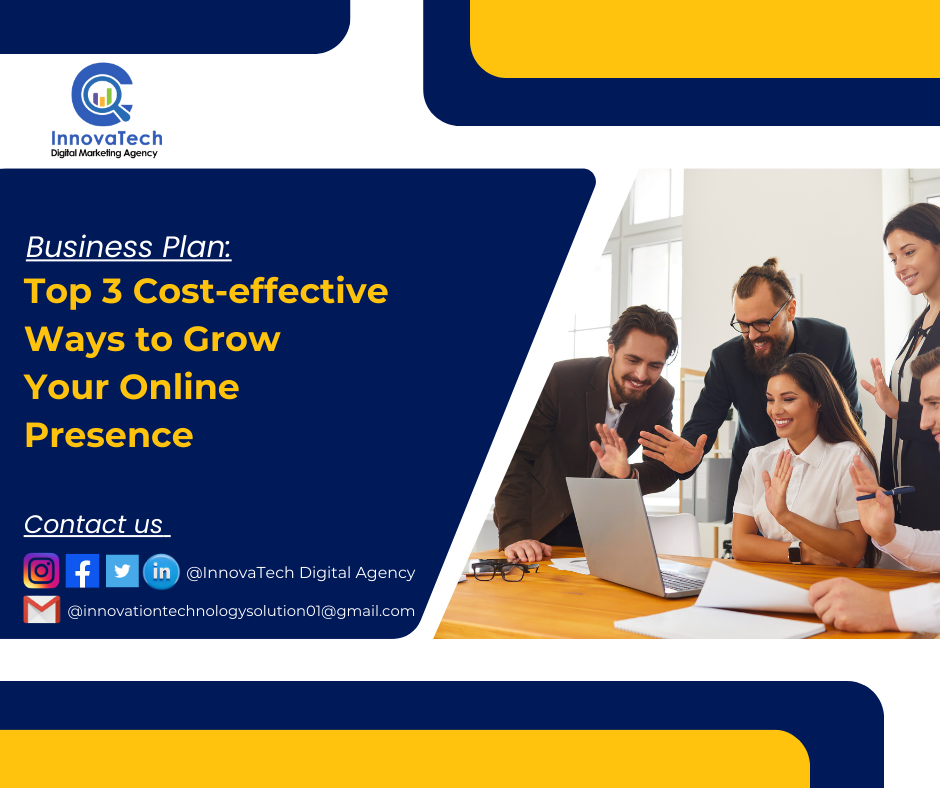 InnovaTech
Digital Marketing Agency
Business Plan:
Top 3 Cost-effective
Ways to Grow
Your Online
Presence
Contact us
@InnovaTech Digital Agency
@innovationtechnologysolution01@gmail.com